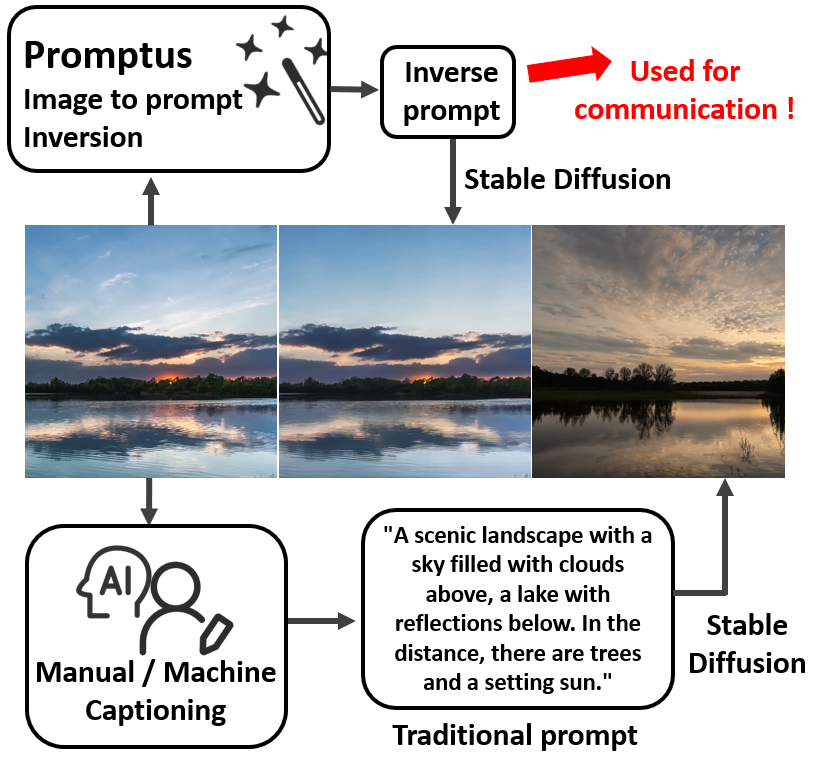 Promptus
Image to prompt
Inversion
Inverse
prompt
Used for
communication !
Stable Diffusion
AI
Manual / Machine
Captioning
"A scenic landscape with a
sky filled with clouds
above, a lake with
reflections below. In the
distance, there are trees
and a setting sun."
Traditional prompt
Stable
Diffusion